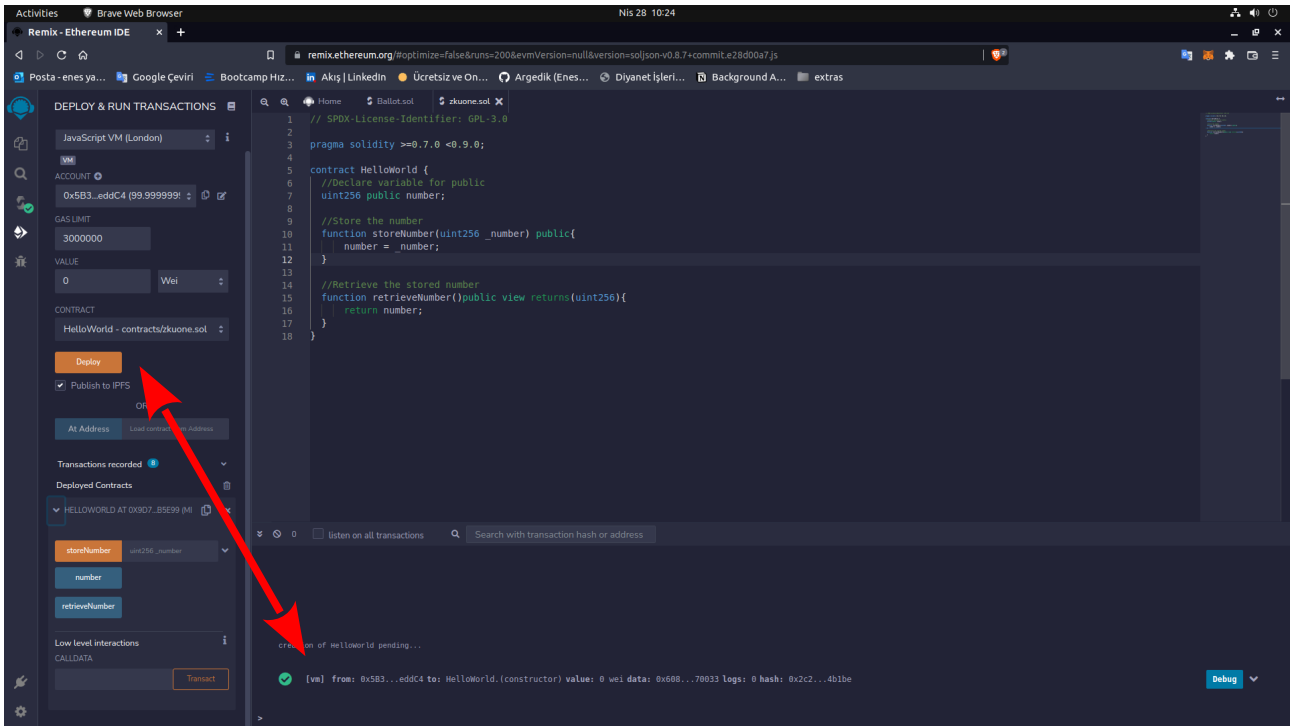 Activities Brave Web Browser Nis 28 10:24
Remix - Ethereum IDE × +
remix.ethereum.org/#optimize=false&runs=200&evmVersion=null&version=soljson-v0.8.7+commit.e28d00a7.js
Posta - enes ya... Google Çeviri Bootcamp Hız... Akış | LinkedIn Ücretsiz ve On... Argedik (Enes... Diyanet İşleri... Background A... extras
DEPLOY & RUN TRANSACTIONS
JavaScript VM (London)
VM
ACCOUNT
0x5B3...eddC4 (99.9999999
GAS LIMIT
3000000
VALUE
0 Wei
CONTRACT
HelloWorld - contracts/zkuone.sol
Deploy
Publish to IPFS
OR
At Address Load contract Address
Transactions recorded 8
Deployed Contracts
HELLOWORLD AT 0X9D7...B5E99 (M
storeNumber uint256 _number
number
retrieveNumber
Low level interactions
CALLDATA
Transact
Home Ballot.sol zkuone.sol
1 // SPDX-License-Identifier: GPL-3.0
2
3 pragma solidity >=0.7.0 <0.9.0;
4
5 contract HelloWorld {
6 //Declare variable for public
7 uint256 public number;
8
9 //Store the number
10 function storeNumber(uint256 _number) public{
11 number = _number;
12 }
13
14 //Retrieve the stored number
15 function retrieveNumber()public view returns(uint256){
16 return number;
17 }
18 }
0 listen on all transactions Search with transaction hash or address
creation of HelloWorld pending...
[vm] from: 0x5B3...eddC4 to: HelloWorld.(constructor) value: 0 wei data: 0x608...70033 logs: 0 hash: 0x2c2...4b1be Debug
>